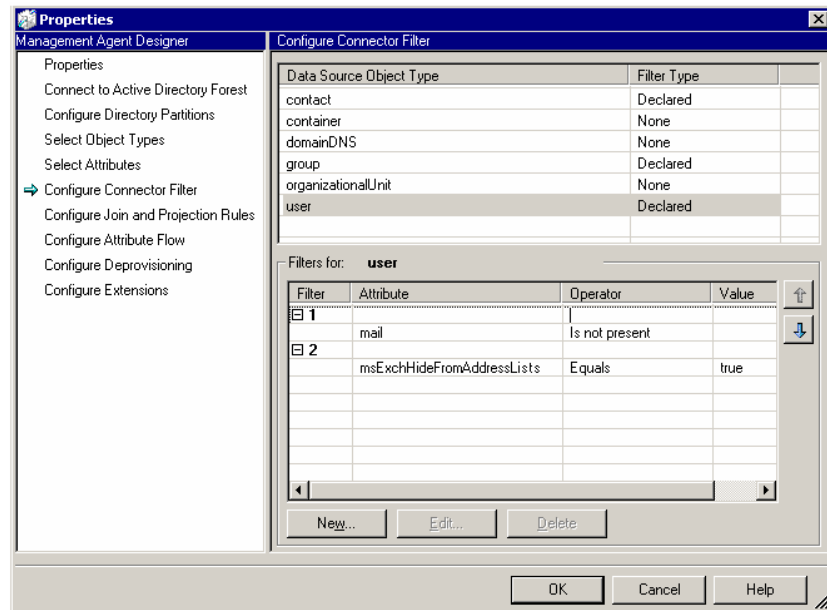 Properties
Management Agent Designer
Properties
Connect to Active Directory Forest
Configure Directory Partitions
Select Object Types
Select Attributes
Configure Connector Filter
Configure Join and Projection Rules
Configure Attribute Flow
Configure Deprovisioning
Configure Extensions
Configure Connector Filter
Data Source Object Type Filter Type
contact Declared
container None
domainDNS None
group Declared
organizationalUnit None
user Declared
Filters for: user
Filter Attribute Operator Value
1
mail Is not present
2
msExchHideFromAddressLists Equals true
New... Edit... Delete
OK Cancel Help